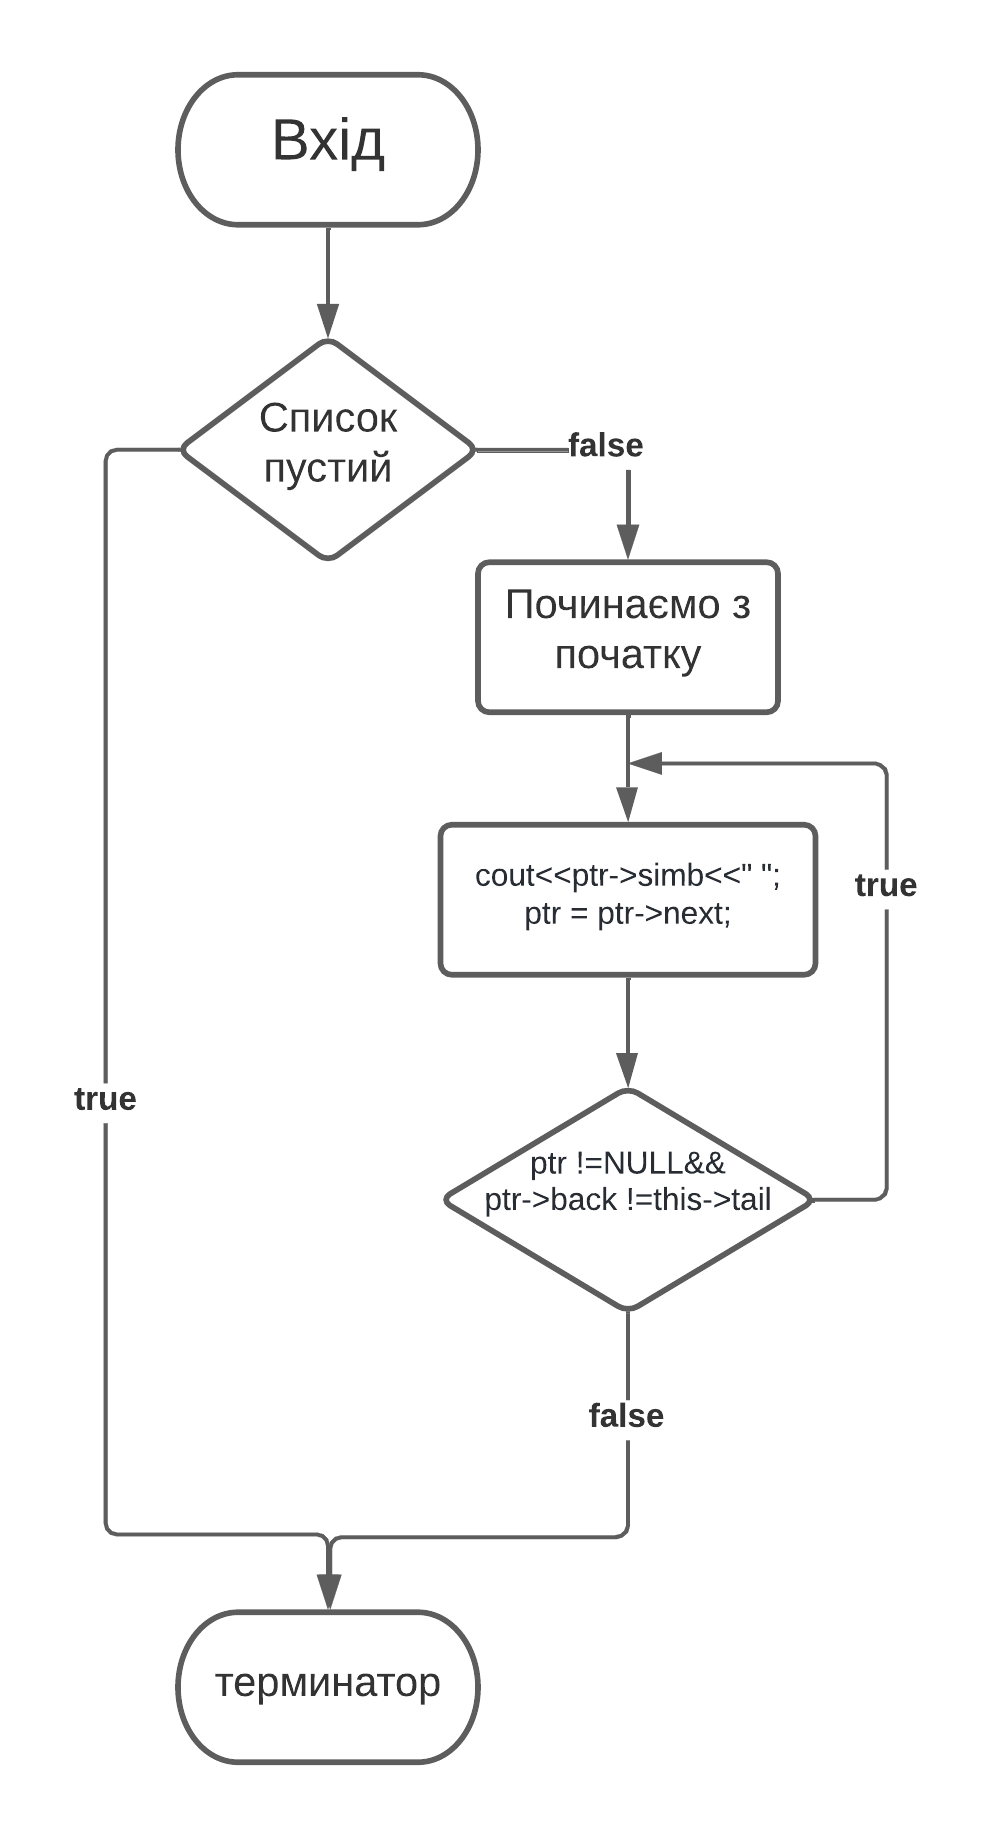 Вхід
Список
пустий
false
Починаємо з
початку
cout<<ptr->simb<<" ";
ptr = ptr->next;
true
true
ptr !=NULL&&
ptr->back !=this->tail
false
терминатор